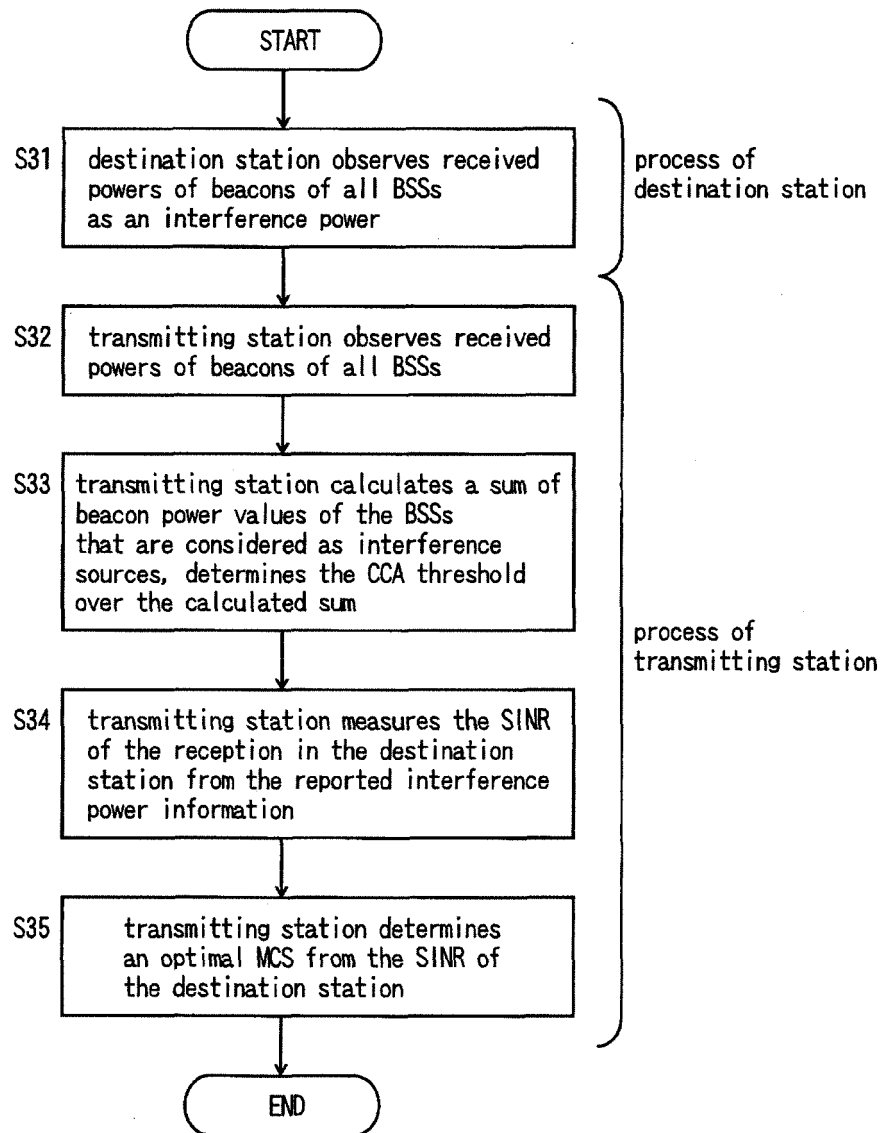 START
S31
destination station observes received
powers of beacons of all BSSs
as an interference power
process of
destination station
S32
transmitting station observes received
powers of beacons of all BSSs
S33
transmitting station calculates a sum of
beacon power values of the BSSs
that are considered as interference
sources, determines the CCA threshold
over the calculated sum
process of
transmitting station
S34
transmitting station measures the SINR
of the reception in the destination
station from the reported interference
power information
S35
transmitting station determines
an optimal MCS from the SINR of
the destination station
END